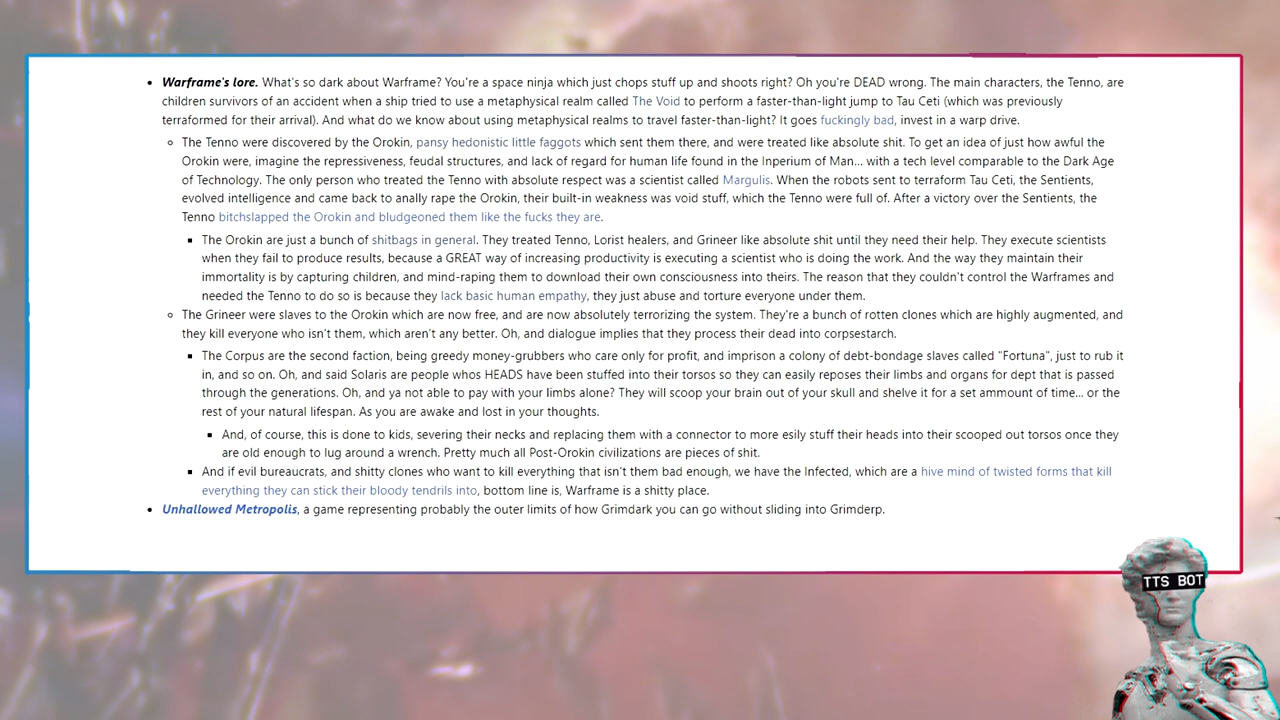 Warframe's lore. What's so dark about Warframe? You're a space ninja which just chops stuff up and shoots right? Oh you're DEAD wrong. The main characters, the Tenno, are
children survivors of an accident when a ship tried to use a metaphysical realm called The Void to perform a faster-than-light jump to Tau Ceti (which was previously
terraformed for their arrival). And what do we know about using metaphysical realms to travel faster-than-light? It goes fuckingly bad, invest in a warp drive.
The Tenno were discovered by the Orokin, pansy hedonistic little faggots which sent them there, and were treated like absolute shit. To get an idea of just how awful the
Orokin were, imagine the repressiveness, feudal structures, and lack of regard for human life found in the Inperium of Man... with a tech level comparable to the Dark Age
of Technology. The only person who treated the Tenno with absolute respect was a scientist called Margulis. When the robots sent to terraform Tau Ceti, the Sentients,
evolved intelligence and came back to anally rape the Orokin, their built-in weakness was void stuff, which the Tenno were full of. After a victory over the Sentients, the
Tenno bitchslapped the Orokin and bludgeoned them like the fucks they are.
The Orokin are just a bunch of shitbags in general. They treated Tenno, Lorist healers, and Grineer like absolute shit until they need their help. They execute scientists
when they fail to produce results, because a GREAT way of increasing productivity is executing a scientist who is doing the work. And the way they maintain their
immortality is by capturing children, and mind-raping them to download their own consciousness into theirs. The reason that they couldn't control the Warframes and
needed the Tenno to do so is because they lack basic human empathy, they just abuse and torture everyone under them.
The Grineer were slaves to the Orokin which are now free, and are now absolutely terrorizing the system. They're a bunch of rotten clones which are highly augmented, and
they kill everyone who isn't them, which aren't any better. Oh, and dialogue implies that they process their dead into corpsestarch.
The Corpus are the second faction, being greedy money-grubbers who care only for profit, and imprison a colony of debt-bondage slaves called "Fortuna", just to rub it
in, and so on. Oh, and said Solaris are people whos HEADS have been stuffed into their torsos so they can easily reposes their limbs and organs for dept that is passed
through the generations. Oh, and ya not able to pay with your limbs alone? They will scoop your brain out of your skull and shelve it for a set ammount of time... or the
rest of your natural lifespan. As you are awake and lost in your thoughts.
And, of course, this is done to kids, severing their necks and replacing them with a connector to more esily stuff their heads into their scooped out torsos once they
are old enough to lug around a wrench. Pretty much all Post-Orokin civilizations are pieces of shit.
And if evil bureaucrats, and shitty clones who want to kill everything that isn't them bad enough, we have the Infected, which are a hive mind of twisted forms that kill
everything they can stick their bloody tendrils into, bottom line is, Warframe is a shitty place.
Unhallowed Metropolis, a game representing probably the outer limits of how Grimdark you can go without sliding into Grimderp.
TTS BOT